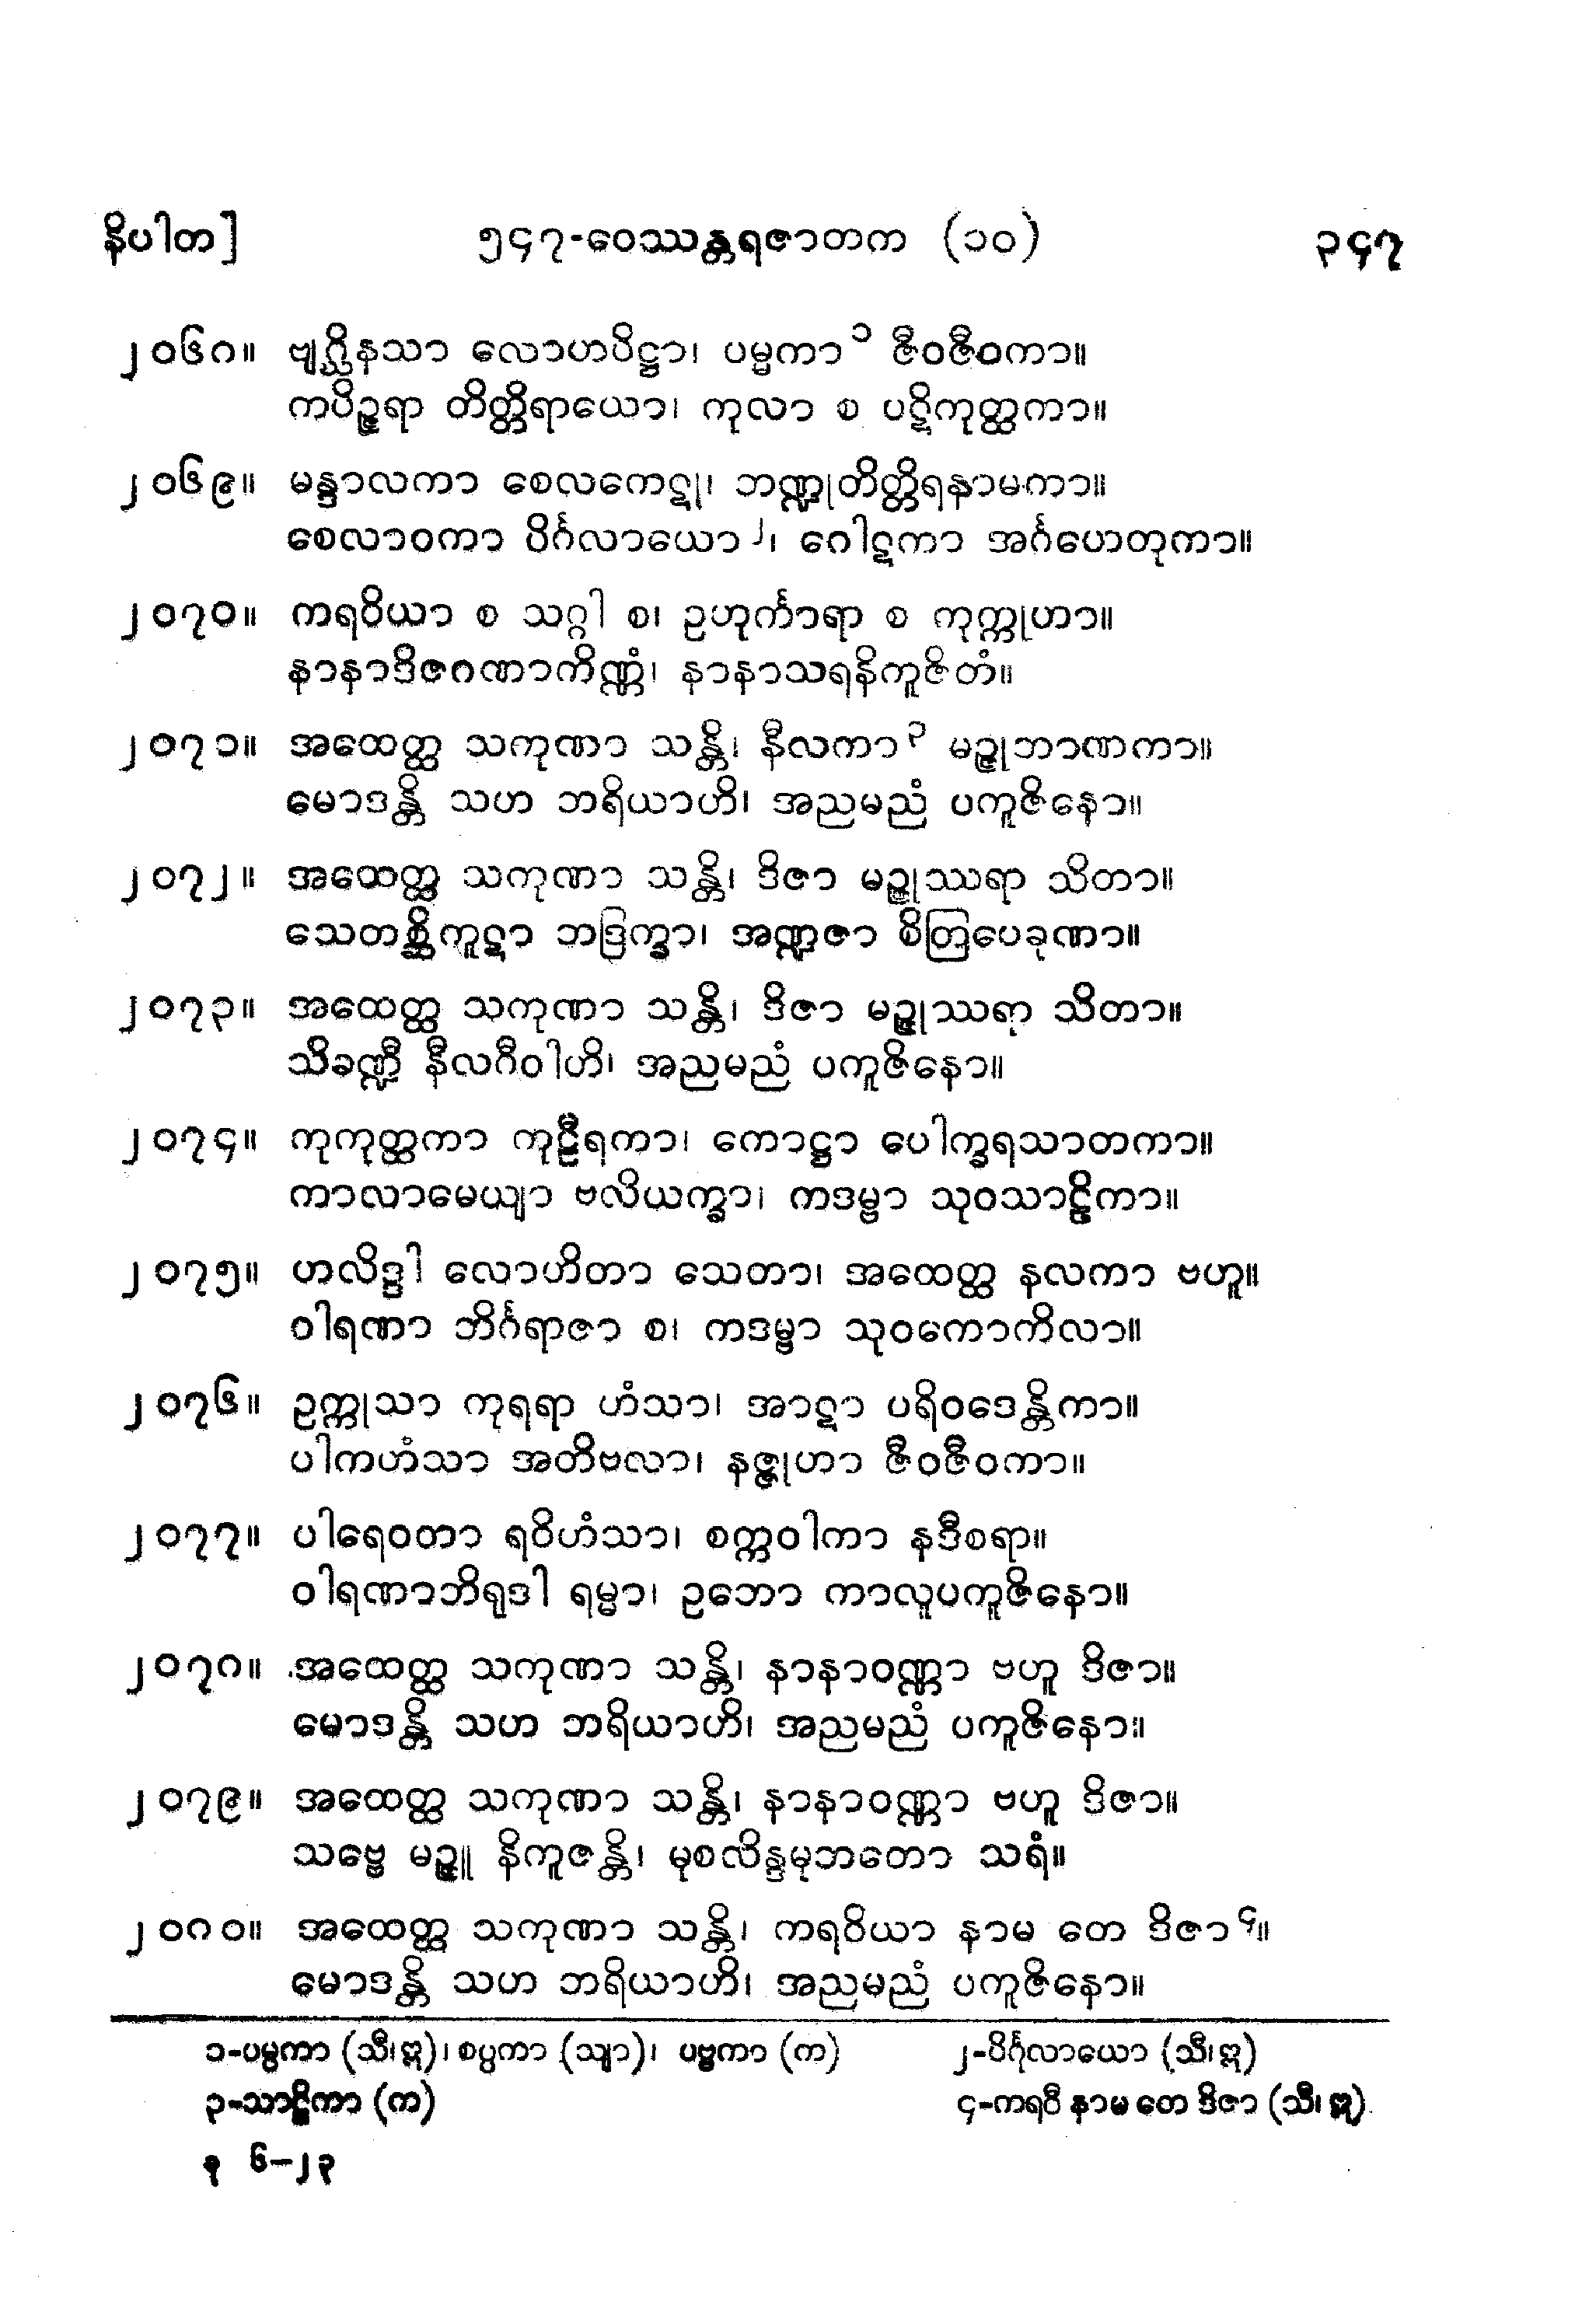 နိပါတ]
၅၄၇-ဝေဿန္တရဇာတက (၁၀)
၃၄၇
၂၀၆၈။ ဗျဂ္ဃိနသာ လောဟပိဋ္ဌာ၊ ပမ္မကာ ၁ ဇီဝဇီဝကာ။
ကပိဉ္ဇရာ တိတ္တိရာယော၊ ကုလာ စ ပဋိကုတ္ထကာ။
၂၀၆၉။ မန္ဒာလကာ စေလကေဋု၊ ဘဏ္ဍုတိတ္တိရနာမကာ။
စေလာဝကာ ပိင်္ဂလာယော ၂၊ ဂေါဋကာ အင်္ဂဟေတုကာ။
၂၀၇၀။ ကရဝိယာ စ သဂ္ဂါ စ၊ ဥဟုင်္ကာရာ စ ကုက္ကုဟာ။
နာနာဒိဇဂဏာကိဏ္ဏံ၊ နာနာသရနိကူဇိတံ။
၂၀၇၁။ အထေတ္ထ သကုဏာ သန္တိ၊ နီလကာ ၃ မဉ္ဇုဘာဏကာ။
မောဒန္တိ သဟ ဘရိယာဟိ၊ အညမညံ ပကူဇိနော။
၂၀၇၂။ အထေတ္ထ သကုဏာ သန္တိ၊ ဒိဇာ မဉ္ဇုဿရာ သိတာ။
သေတစ္ဆိကူဋာ ဘဒြက္ခာ၊ အဏ္ဍဇာ စိတြပေခုဏာ။
၂၀၇၃။ အထေတ္ထ သကုဏာ သန္တိ၊ ဒိဇာ မဉ္ဇုဿရာ သိတာ။
သိခဏ္ဍီ နီလဂီဝါဟိ၊ အညမညံ ပကူဇိနော။
၂၀၇၄။ ကုကုတ္ထကာ ကုဠီရကာ၊ ကောဋ္ဌာ ပေါက္ခရသာတကာ။
ကာလာမေယျာ ဗလိယက္ခာ၊ ကဒမ္ဗာ သုဝသာဠိကာ။
၂၀၇၅။ ဟလိဒ္ဒါ လောဟိတာ သေတာ၊ အထေတ္ထ နလကာ ဗဟူ။
ဝါရဏာ ဘိင်္ဂရာဇာ စ၊ ကဒမ္ဗာ သုဝကောကိလာ။
၂၀၇၆။ ဥက္ကုသာ ကုရရာ ဟံသာ၊ အာဋာ ပရိဝဒေန္တိကာ။
ပါကဟံသာ အတိဗလာ၊ နဇ္ဇုဟာ ဇီဝဇီဝကာ။
၂၀၇၇။ ပါရေဝတာ ရဝိဟံသာ၊ စက္ကဝါကာ နဒီစရာ။
ဝါရဏာဘိရုဒါ ရမ္မာ၊ ဥဘော ကာလူပကူဇိနော။
၂၀၇၈။ အထေတ္ထ သကုဏာ သန္တိ၊ နာနာဝဏ္ဏာ ဗဟူ ဒိဇာ။
မောဒန္တိ သဟ ဘရိယာဟိ၊ အညမညံ ပကူဇိနော။
၂၀၇၉။ အထေတ္ထ သကုဏာ သန္တိ၊ နာနာဝဏ္ဏာ ဗဟူ ဒိဇာ။
သဗ္ဗေ မဉ္ဇူ နိကူဇန္တိ၊ မုစလိန္ဒမုဘတော သရံ။
၂၀၈၀။ အထေတ္ထ သကုဏာ သန္တိ၊ ကရဝိယာ နာမ တေ ဒိဇာ ၄။
မောဒန္တိ သဟ ဘရိယာဟိ၊ အညမညံ ပကူဇိနော။
၁-ပမ္ပကာ (သီ၊ ဣ)၊ စပ္ပကာ (သျာ)၊ ပဗ္ဗကာ (က)
၂-ပိင်္ဂုလာယော (သီ၊ ဣ)
၃-သာဠိကာ (က)
၄-ကရဝီ နာမ တေ ဒိဇာ (သီ၊ ဣ)
နု ၆-၂၃